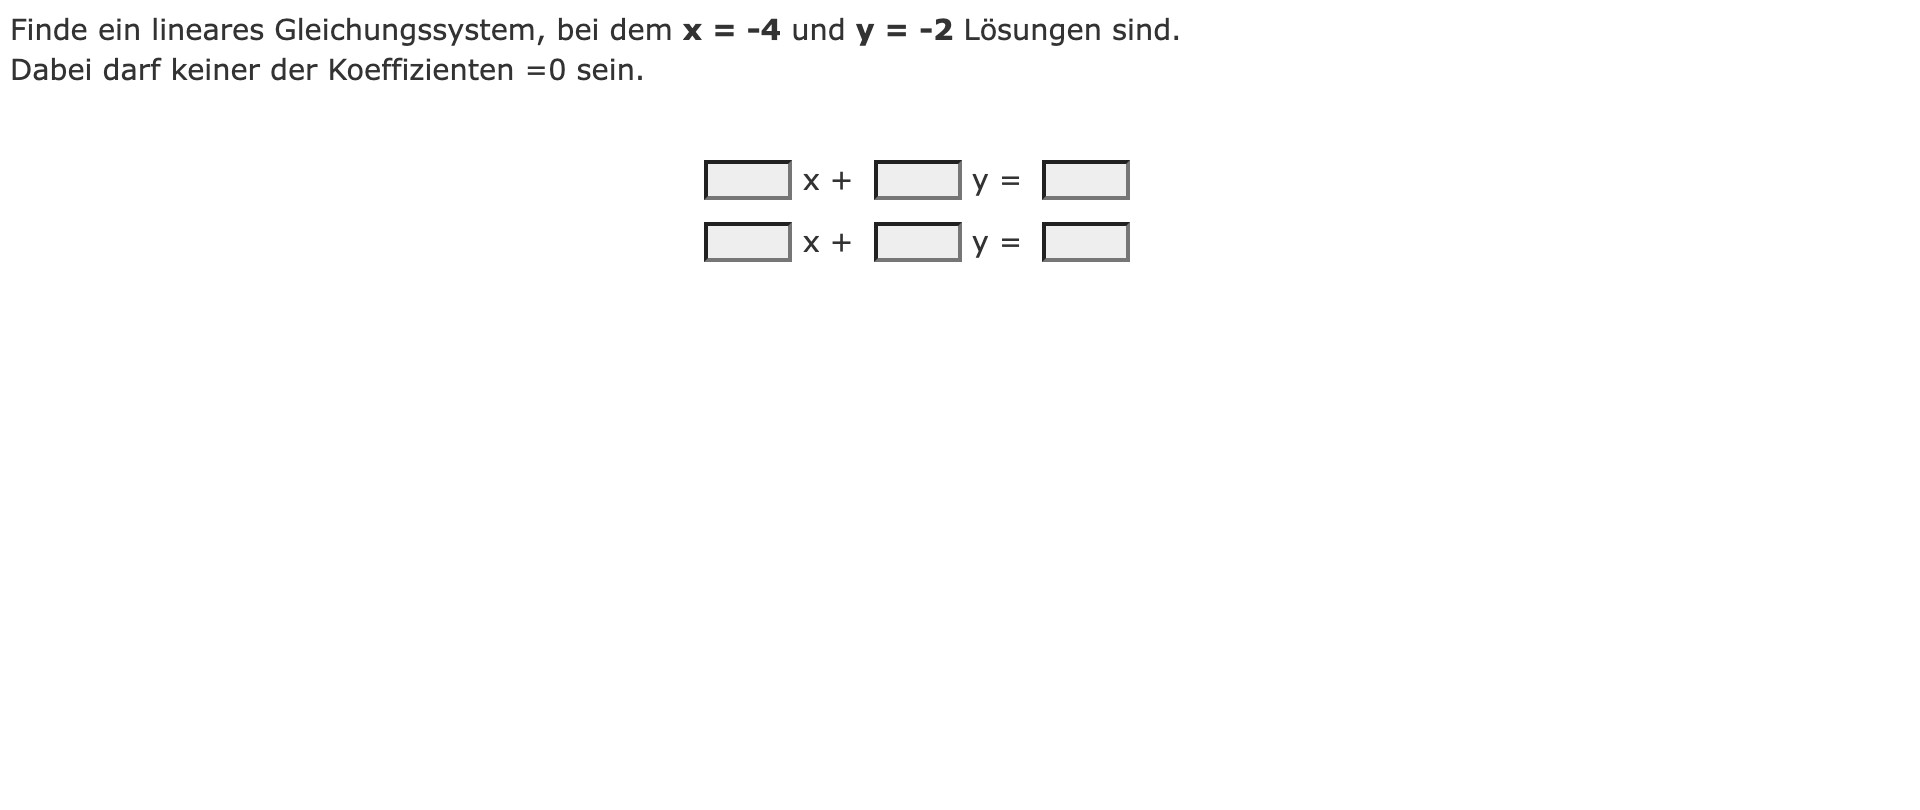 Finde ein lineares Gleichungssystem, bei dem x = -4 und y = -2 Lösungen sind.
Dabei darf keiner der Koeffizienten =0 sein.
x + y =
x + y =